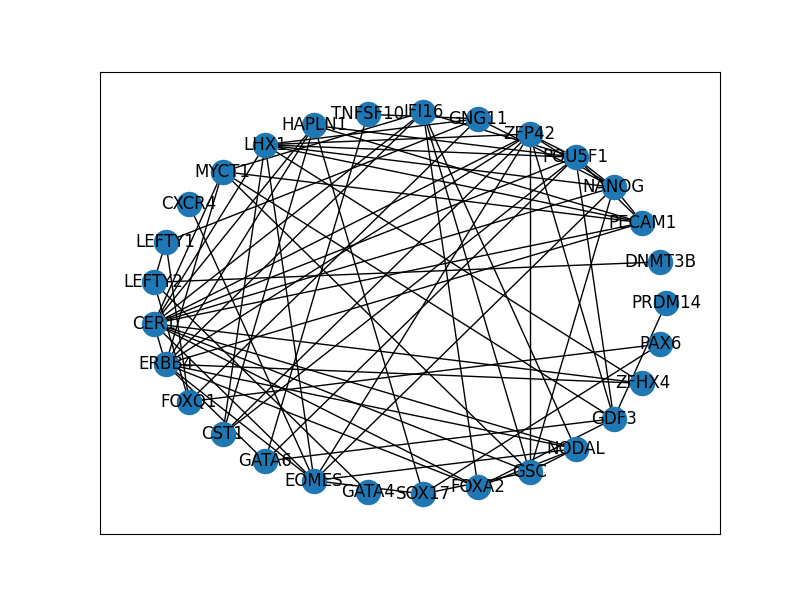 TNFSF10
IFI16
GNG11
HAPLN1
ZFP42
LHX1
POU5F1
MYCT1
NANOG
CXCR4
PECAM1
LEFTY1
DNMT3B
LEFTY2
PRDM14
CER1
PAX6
ERBB4
ZFHX4
FOXQ1
GDF3
CST1
NODAL
GATA6
GSC
EOMES
FOXA2
GATA4
SOX17